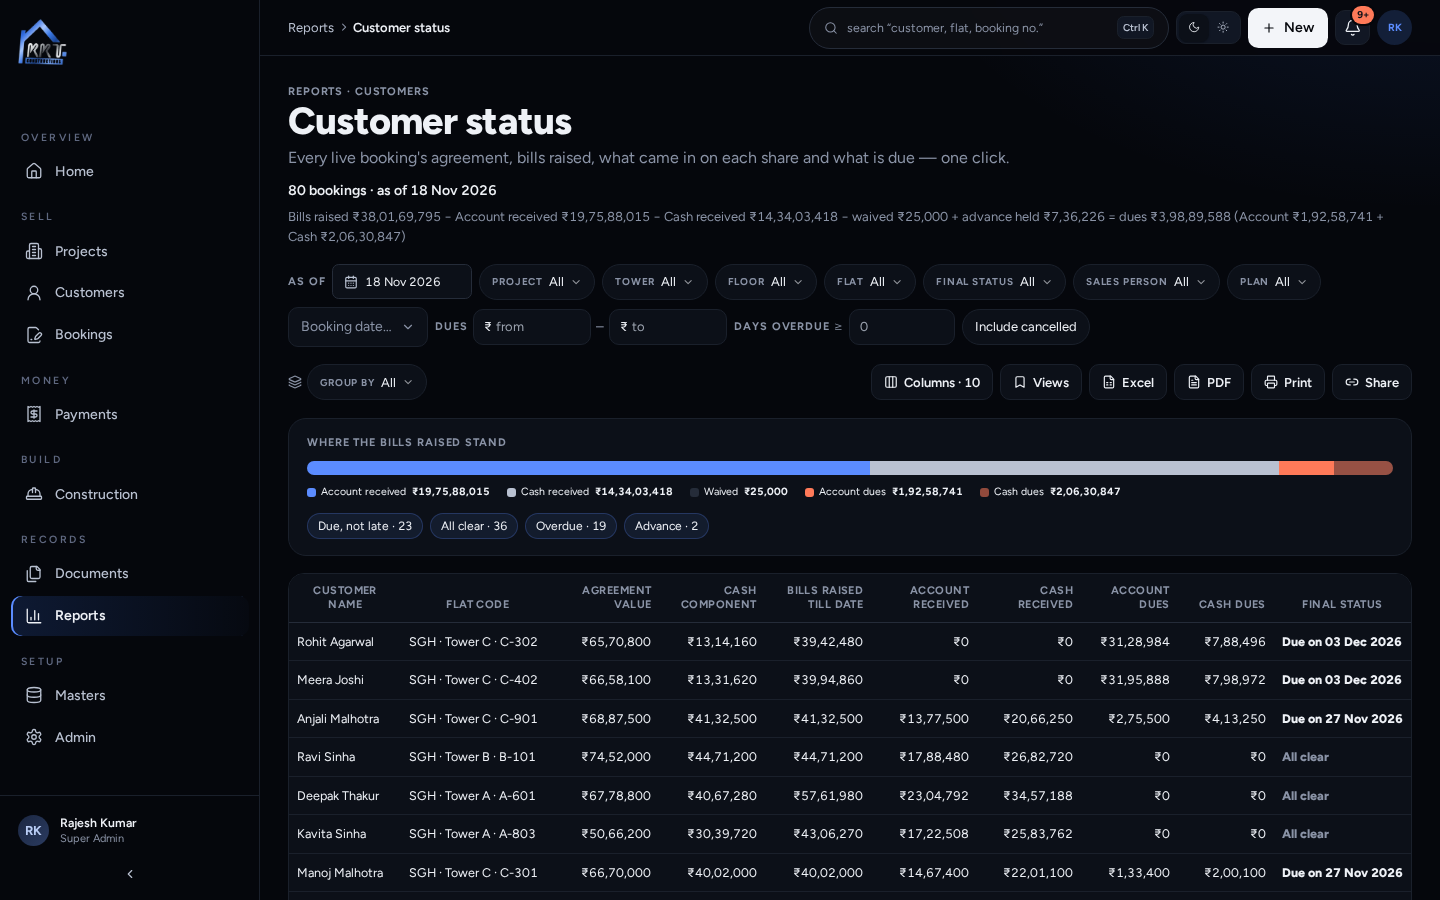 Reports > Customer status
search “customer, flat, booking no.”
Ctrl K
New
9+
RK
OVERVIEW
Home
SELL
Projects
Customers
Bookings
MONEY
Payments
BUILD
Construction
RECORDS
Documents
Reports
SETUP
Masters
Admin
RK
Rajesh Kumar
Super Admin
REPORTS · CUSTOMERS
Customer status
Every live booking's agreement, bills raised, what came in on each share and what is due — one click.
80 bookings · as of 18 Nov 2026
Bills raised ₹38,01,69,795 − Account received ₹19,75,88,015 − Cash received ₹14,34,03,418 − waived ₹25,000 + advance held ₹7,36,226 = dues ₹3,98,89,588 (Account ₹1,92,58,741 +
Cash ₹2,06,30,847)
AS OF 18 Nov 2026 PROJECT All TOWER All FLOOR All FLAT All FINAL STATUS All SALES PERSON All PLAN All
Booking date... DUES ₹ from – ₹ to DAYS OVERDUE ≥ 0 Include cancelled
GROUP BY All Columns · 10 Views Excel PDF Print Share
WHERE THE BILLS RAISED STAND
Account received ₹19,75,88,015 Cash received ₹14,34,03,418 Waived ₹25,000 Account dues ₹1,92,58,741 Cash dues ₹2,06,30,847
Due, not late · 23 All clear · 36 Overdue · 19 Advance · 2
CUSTOMER NAME FLAT CODE AGREEMENT VALUE CASH COMPONENT BILLS RAISED TILL DATE ACCOUNT RECEIVED CASH RECEIVED ACCOUNT DUES CASH DUES FINAL STATUS
Rohit Agarwal SGH · Tower C · C-302 ₹65,70,800 ₹13,14,160 ₹39,42,480 ₹0 ₹0 ₹31,28,984 ₹7,88,496 Due on 03 Dec 2026
Meera Joshi SGH · Tower C · C-402 ₹66,58,100 ₹13,31,620 ₹39,94,860 ₹0 ₹0 ₹31,95,888 ₹7,98,972 Due on 03 Dec 2026
Anjali Malhotra SGH · Tower C · C-901 ₹68,87,500 ₹41,32,500 ₹41,32,500 ₹13,77,500 ₹20,66,250 ₹2,75,500 ₹4,13,250 Due on 27 Nov 2026
Ravi Sinha SGH · Tower B · B-101 ₹74,52,000 ₹44,71,200 ₹44,71,200 ₹17,88,480 ₹26,82,720 ₹0 ₹0 All clear
Deepak Thakur SGH · Tower A · A-601 ₹67,78,800 ₹40,67,280 ₹57,61,980 ₹23,04,792 ₹34,57,188 ₹0 ₹0 All clear
Kavita Sinha SGH · Tower A · A-803 ₹50,66,200 ₹30,39,720 ₹43,06,270 ₹17,22,508 ₹25,83,762 ₹0 ₹0 All clear
Manoj Malhotra SGH · Tower C · C-301 ₹66,70,000 ₹40,02,000 ₹40,02,000 ₹14,67,400 ₹22,01,100 ₹1,33,400 ₹2,00,100 Due on 27 Nov 2026